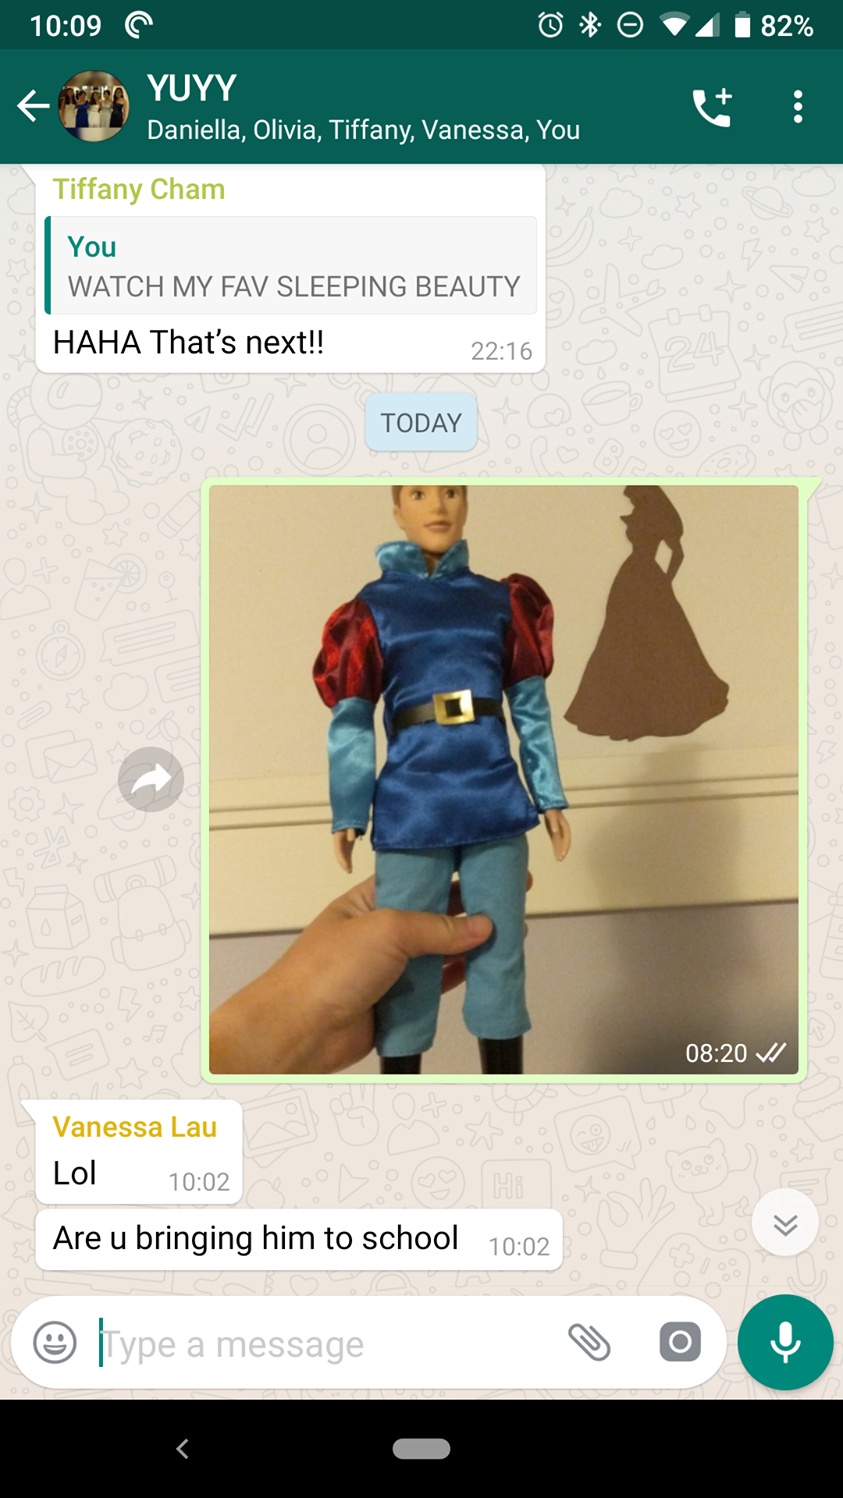 10:09
82%
YUYY
Daniella, Olivia, Tiffany, Vanessa, You
Tiffany Cham
You
WATCH MY FAV SLEEPING BEAUTY
HAHA That's next!!
22:16
TODAY
08:20
Vanessa Lau
Lol
10:02
Are u bringing him to school
10:02
Type a message
24
Hi